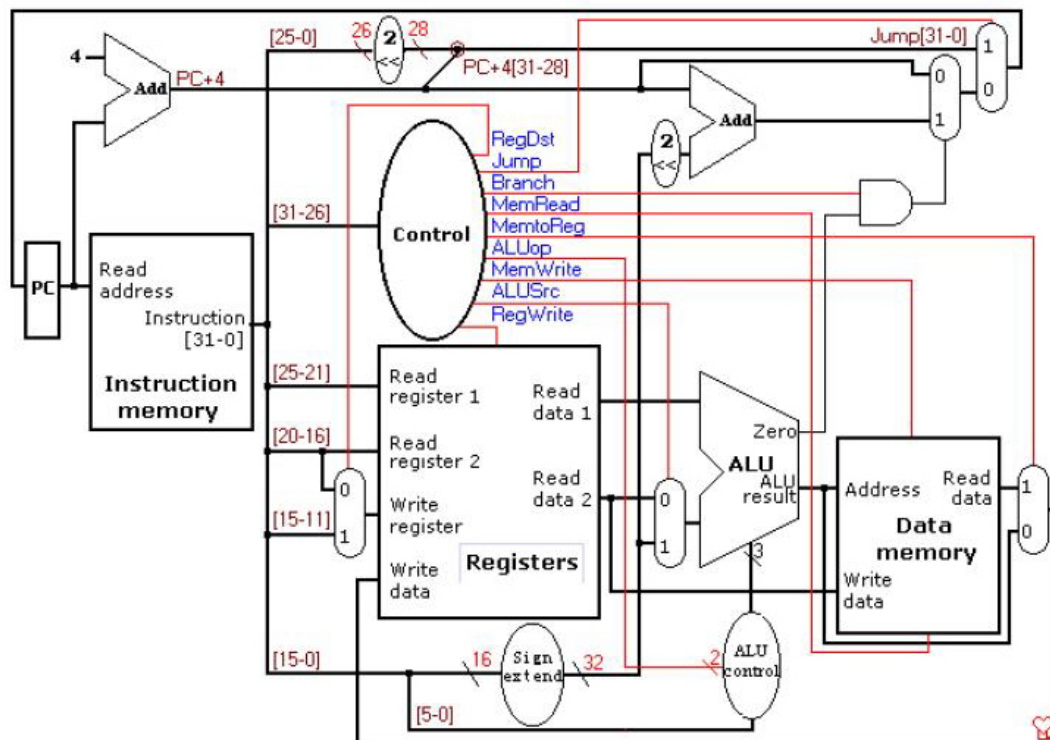 [25-0]
26
2
<<
28
Jump[31-0]
1
0
4
Add
PC+4
PC+4[31-28]
0
1
Add
2
<<
RegDst
Jump
Branch
MemRead
MemtoReg
ALUop
MemWrite
ALUSrc
RegWrite
[31-26]
Control
PC
Read
address
Instruction
[31-0]
Instruction
memory
[25-21]
Read
register 1
Read
data 1
[20-16]
Read
register 2
Read
data 2
0
1
[15-11]
Write
register
Write
data
Registers
0
1
Zero
ALU
ALU
result
3
Address
Read
data
Data
memory
Write
data
1
0
[15-0]
16
Sign
extend
32
2
ALU
control
[5-0]